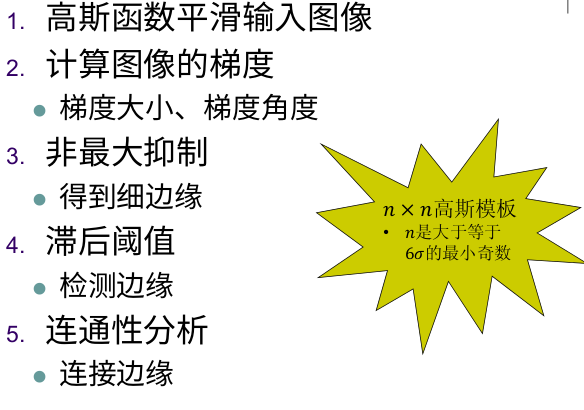 1. 高斯函数平滑输入图像
2. 计算图像的梯度
● 梯度大小、梯度角度
3. 非最大抑制
● 得到细边缘
4. 滞后阈值
● 检测边缘
5. 连通性分析
● 连接边缘
n × n高斯模板
• n是大于等于
6σ的最小奇数